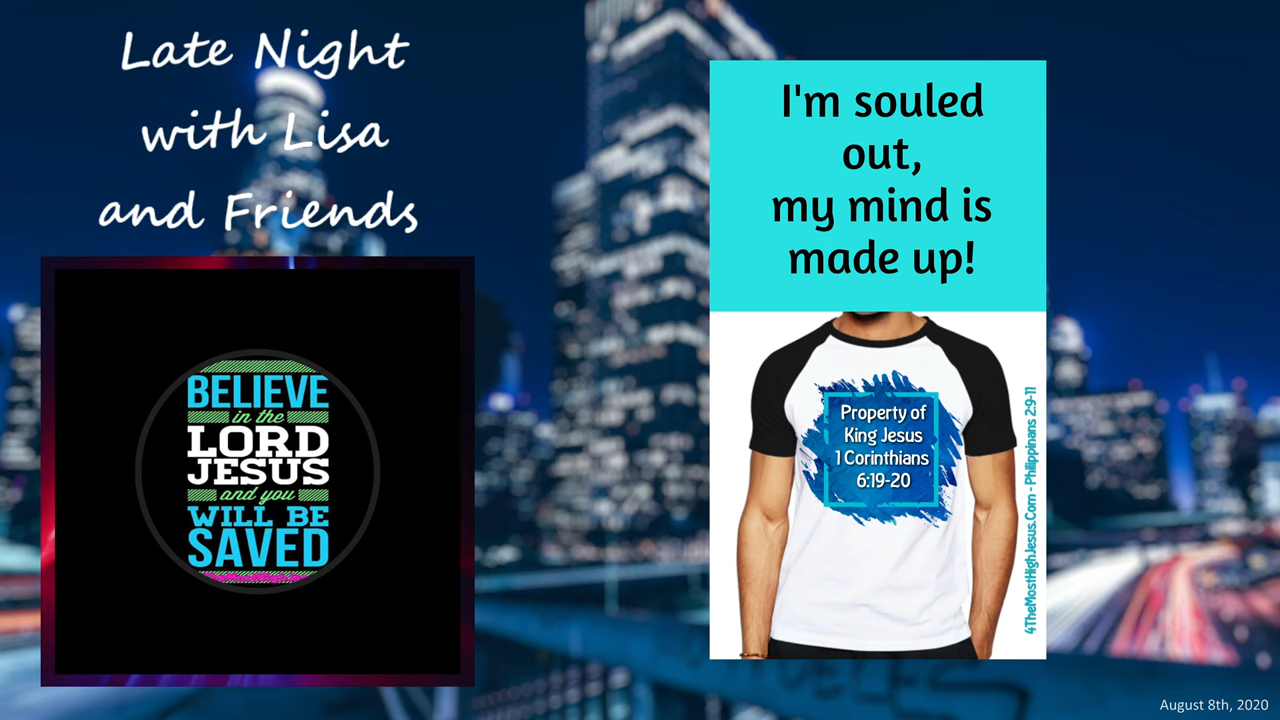 Late Night
with Lisa
and Friends
BELIEVE
in the
LORD
JESUS
and you
WILL BE
SAVED
I'm souled
out,
my mind is
made up!
Property of
King Jesus
1 Corinthians
6:19-20
4TheMostHighJesus.Com - Philippinans 2:9-11
August 8th, 2020